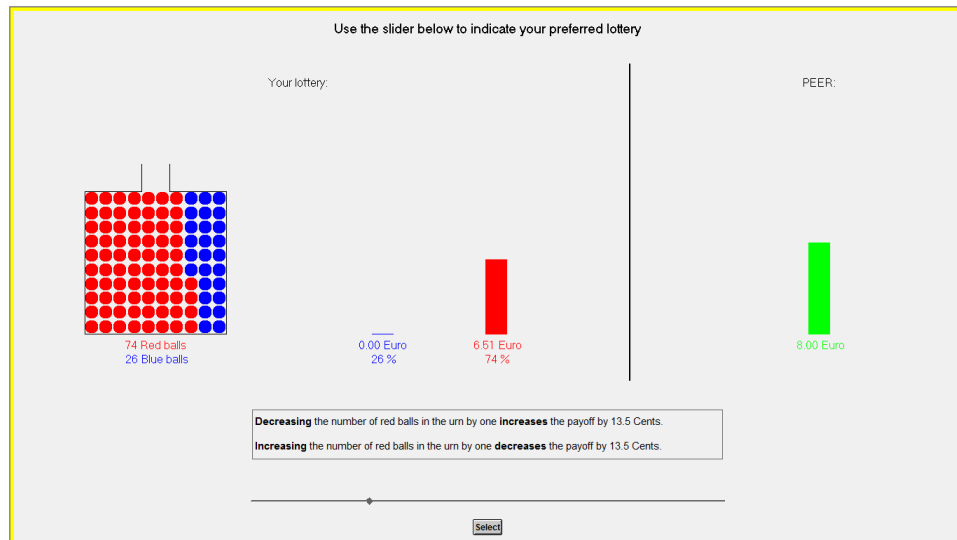 Use the slider below to indicate your preferred lottery
Your lottery:
PEER:
74 Red balls
26 Blue balls
0.00 Euro
26 %
6.51 Euro
74 %
8.00 Euro
Decreasing the number of red balls in the urn by one increases the payoff by 13.5 Cents.
Increasing the number of red balls in the urn by one decreases the payoff by 13.5 Cents.
Select